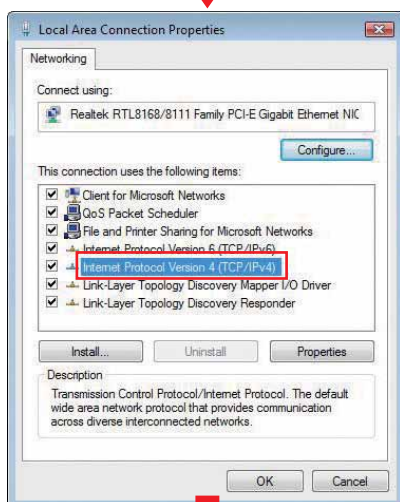 Local Area Connection Properties
Networking
Connect using:
Realtek RTL8168/8111 Family PCI-E Gigabit Ethernet NIC
Configure...
This connection uses the following items:
Client for Microsoft Networks
QoS Packet Scheduler
File and Printer Sharing for Microsoft Networks
Internet Protocol Version 6 (TCP/IPv6)
Internet Protocol Version 4 (TCP/IPv4)
Link-Layer Topology Discovery Mapper I/O Driver
Link-Layer Topology Discovery Responder
Install... Uninstall Properties
Description
Transmission Control Protocol/Internet Protocol. The default
wide area network protocol that provides communication
across diverse interconnected networks.
OK Cancel